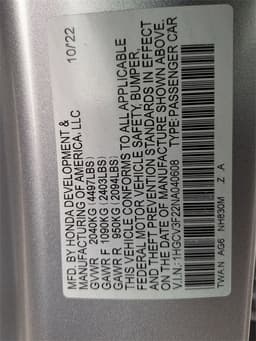 MFD. BY HONDA DEVELOPMENT & 10/22
MANUFACTURING OF AMERICA, LLC
GVWR 2040KG (4497LBS)
GAWR F 1090KG (2403LBS)
GAWR R 950KG (2094LBS)
THIS VEHICLE CONFORMS TO ALL APPLICABLE
FEDERAL MOTOR VEHICLE SAFETY, BUMPER,
AND THEFT PREVENTION STANDARDS IN EFFECT
ON THE DATE OF MANUFACTURE SHOWN ABOVE.
V.I.N.: 1HGCV3F22NA040608 TYPE: PASSENGER CAR
TWAN AG6 NH830M Z A